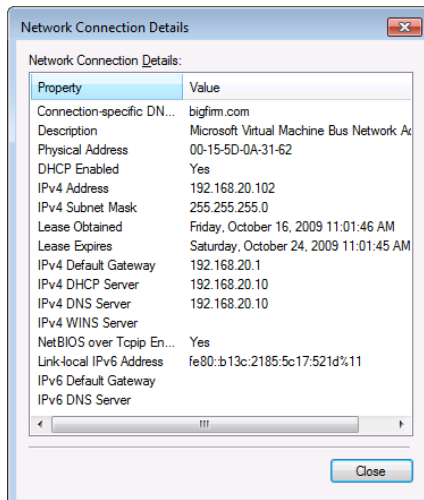 Network Connection Details
Network Connection Details:
Property Value
Connection-specific DN... bigfirm.com
Description Microsoft Virtual Machine Bus Network
Physical Address 00-15-5D-0A-31-62
DHCP Enabled Yes
IPv4 Address 192.168.20.102
IPv4 Subnet Mask 255.255.255.0
Lease Obtained Friday, October 16, 2009 11:01:46 AM
Lease Expires Saturday, October 24, 2009 11:01:45 AM
IPv4 Default Gateway 192.168.20.1
IPv4 DHCP Server 192.168.20.10
IPv4 DNS Server 192.168.20.10
IPv4 WINS Server
NetBIOS over Tcpip En... Yes
Link-local IPv6 Address fe80::b13c:2185:5c17:521d%11
IPv6 Default Gateway
IPv6 DNS Server
Close